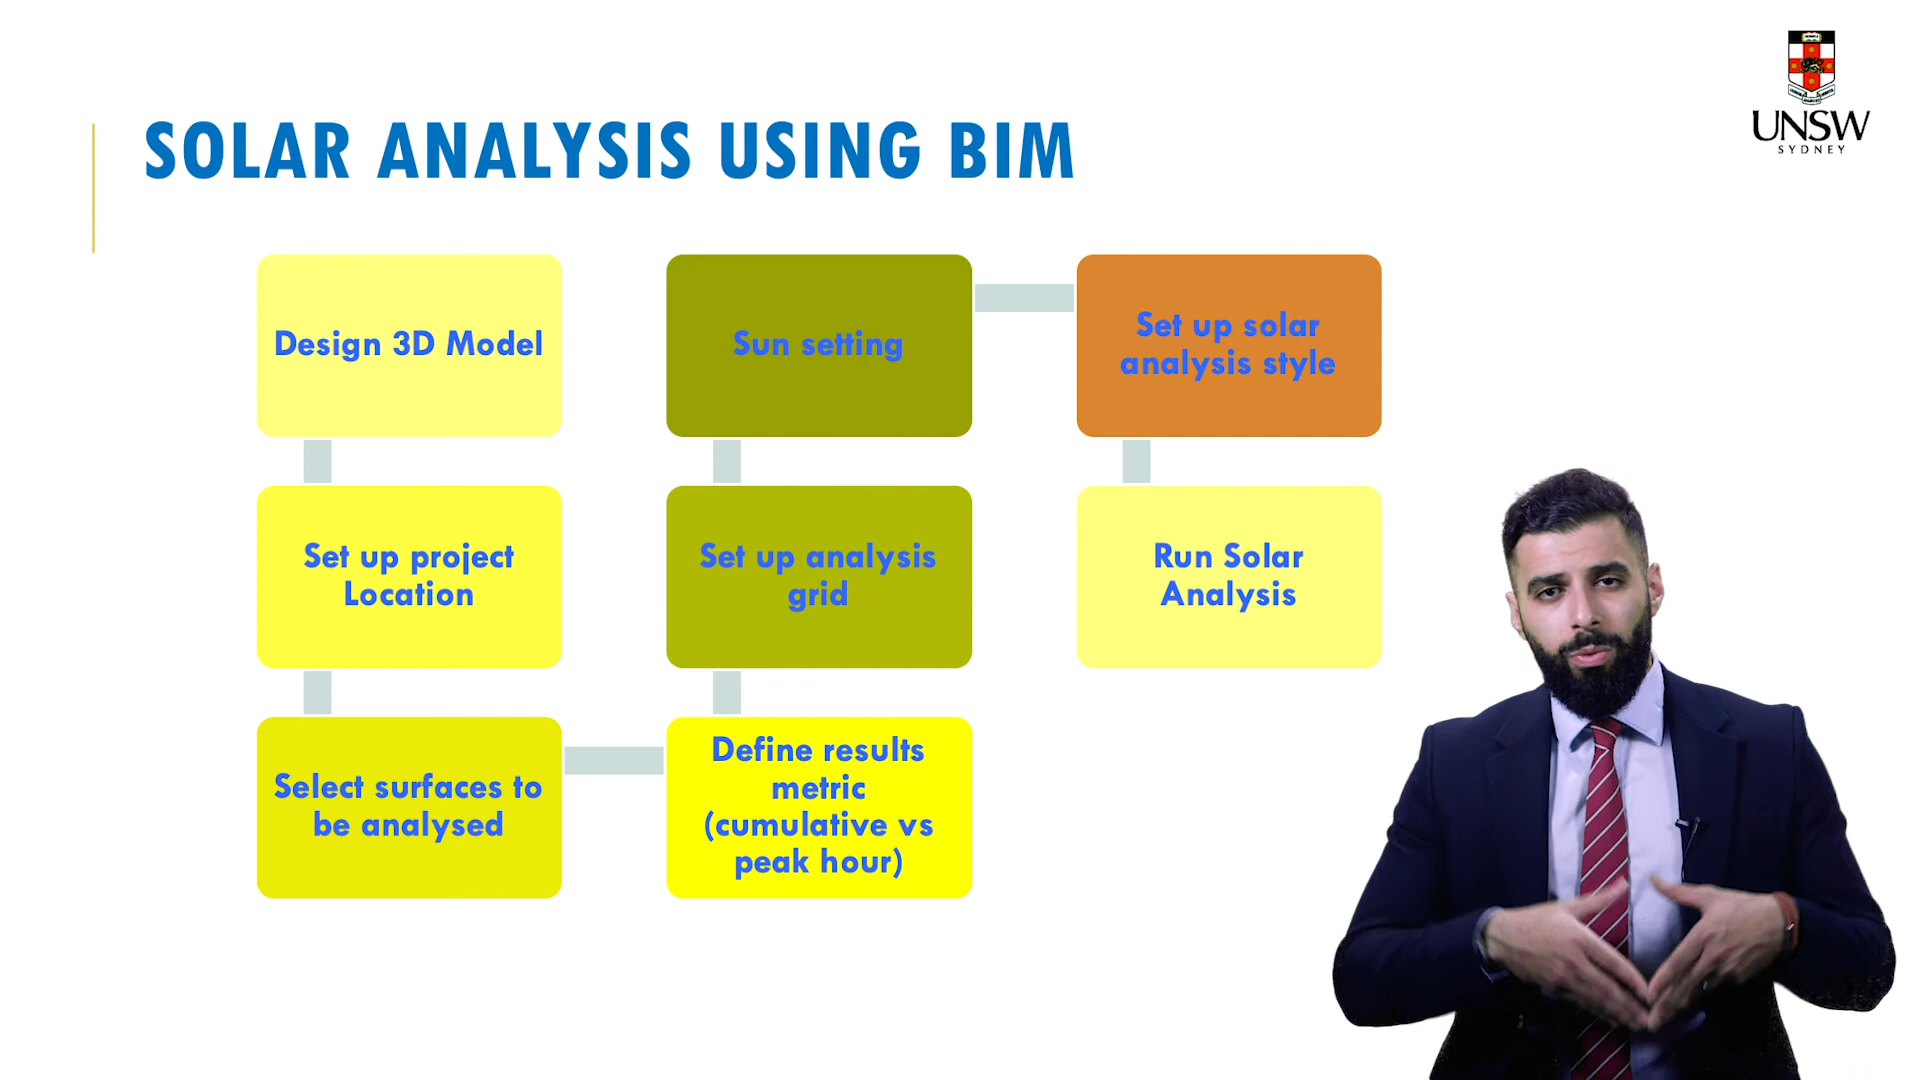 UNSW
SYDNEY
SOLAR ANALYSIS USING BIM
Design 3D Model
Set up project
Location
Select surfaces to
be analysed
Define results
metric
(cumulative vs
peak hour)
Set up analysis
grid
Sun setting
Set up solar
analysis style
Run Solar
Analysis